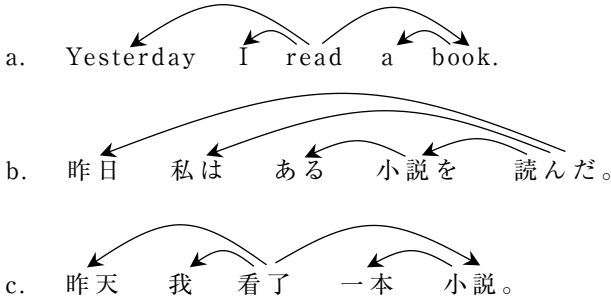 a. Yesterday I read a book.
b. 昨日 私は ある 小説を 読んだ。
c. 昨天 我 看了 一本 小説。